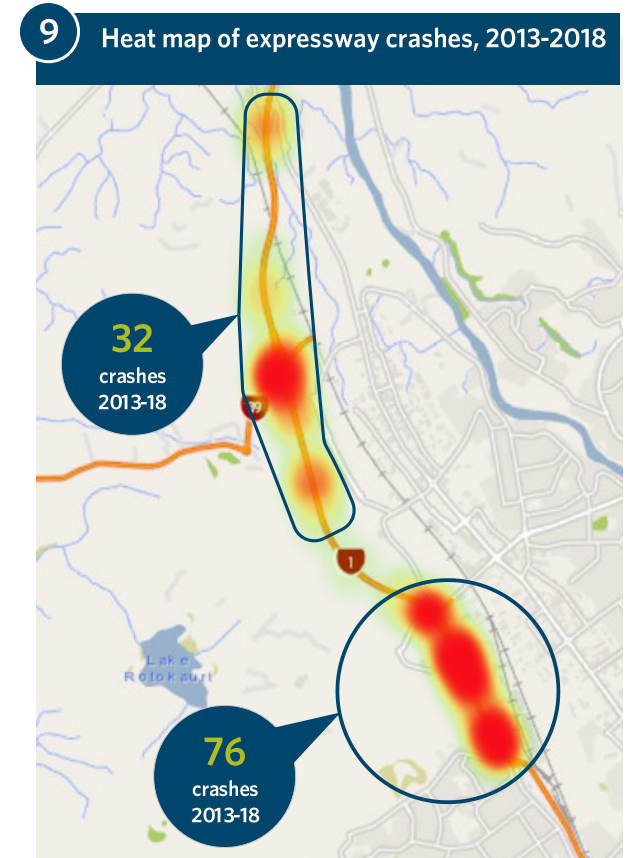 9
Heat map of expressway crashes, 2013-2018
32
crashes
2013-18
39
1
Lake
Rotokauri
76
crashes
2013-18